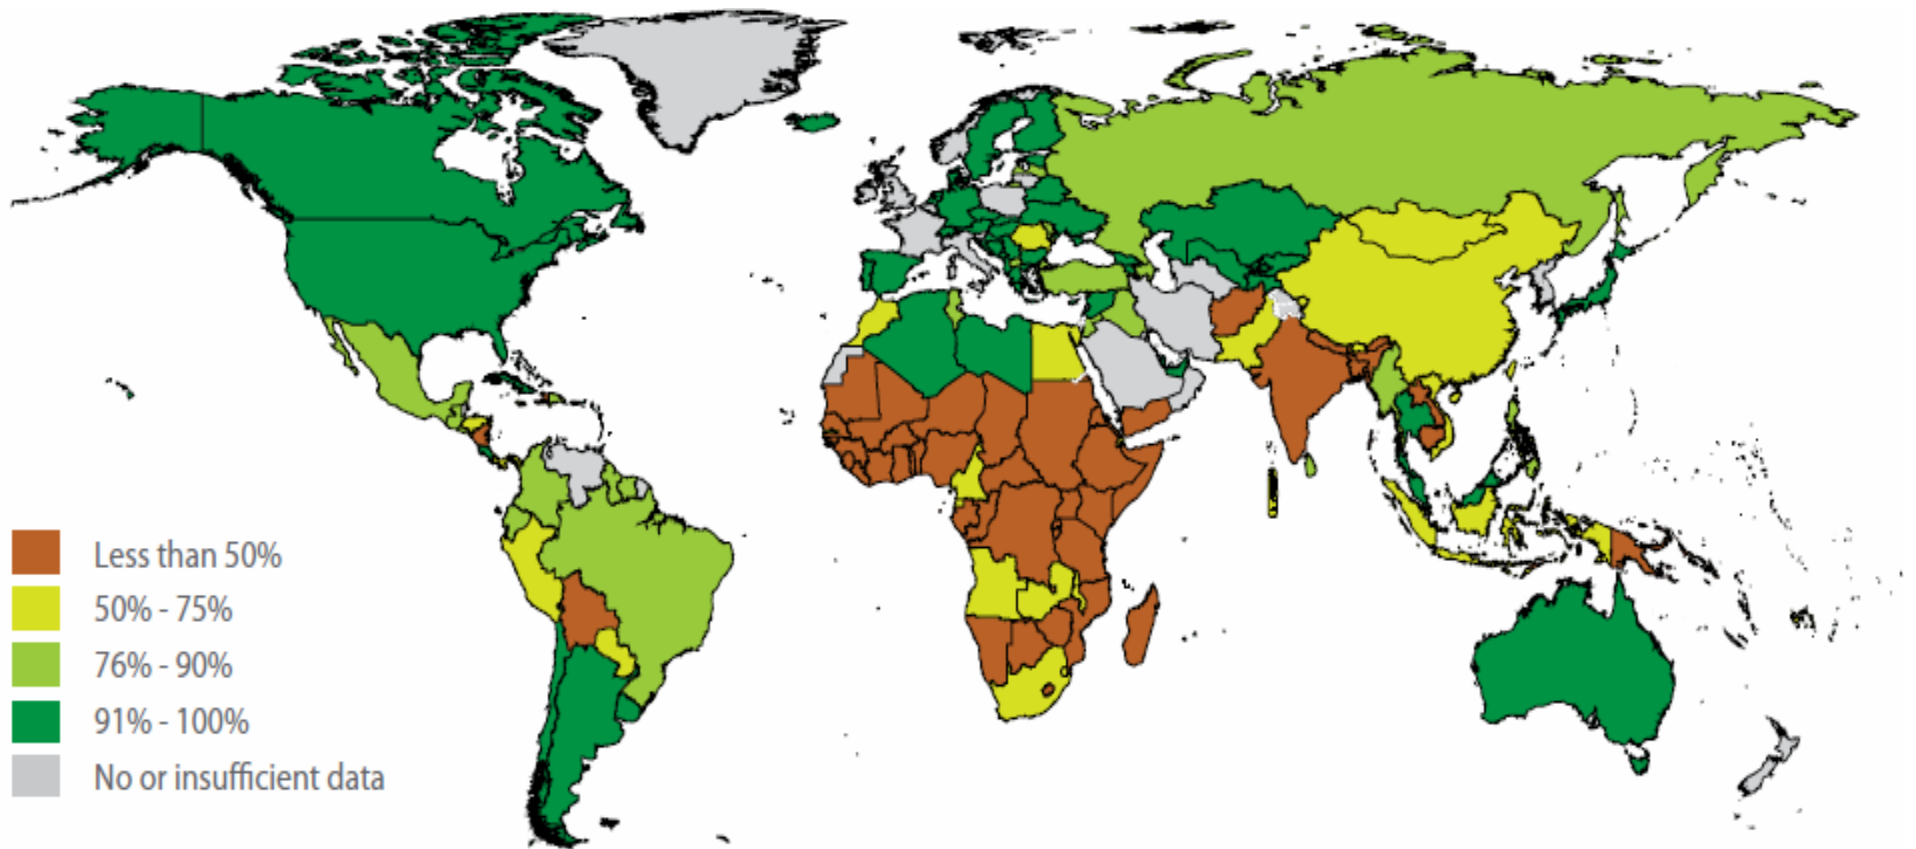 Less than 50%
50% - 75%
76% - 90%
91% - 100%
No or insufficient data